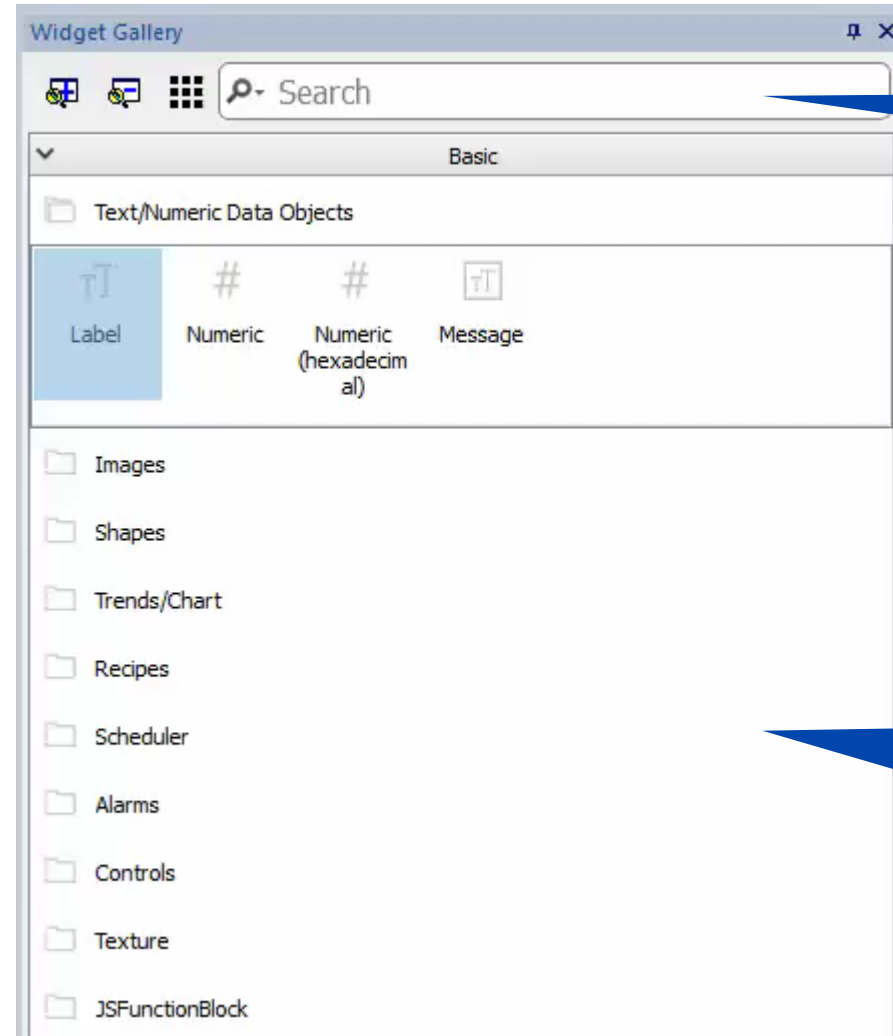 Widget Gallery
Search
Basic
Text/Numeric Data Objects
Label Numeric Numeric Message
(hexadecim
al)
Images
Shapes
Trends/Chart
Recipes
Scheduler
Alarms
Controls
Texture
JSFunctionBlock